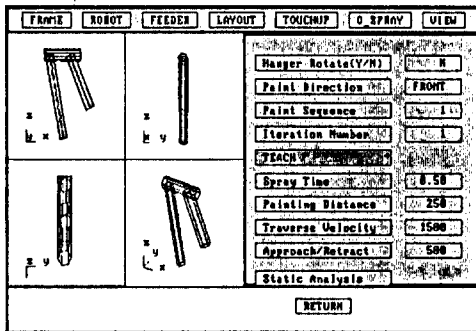 FRAME ROBOT FEEDER LAYOUT TOUCHUP O_SPRAY VIEW
Hanger Rotate(Y/N) N
Paint Direction FRONT
Paint Sequence 1
Iteration Number 1
TEACH
Spray Time 0.50
Painting Distance 250
Traverse Velocity 1500
Approach/Retract 500
Static Analysis
z
x
z
x y
z
y
z
x
RETURN